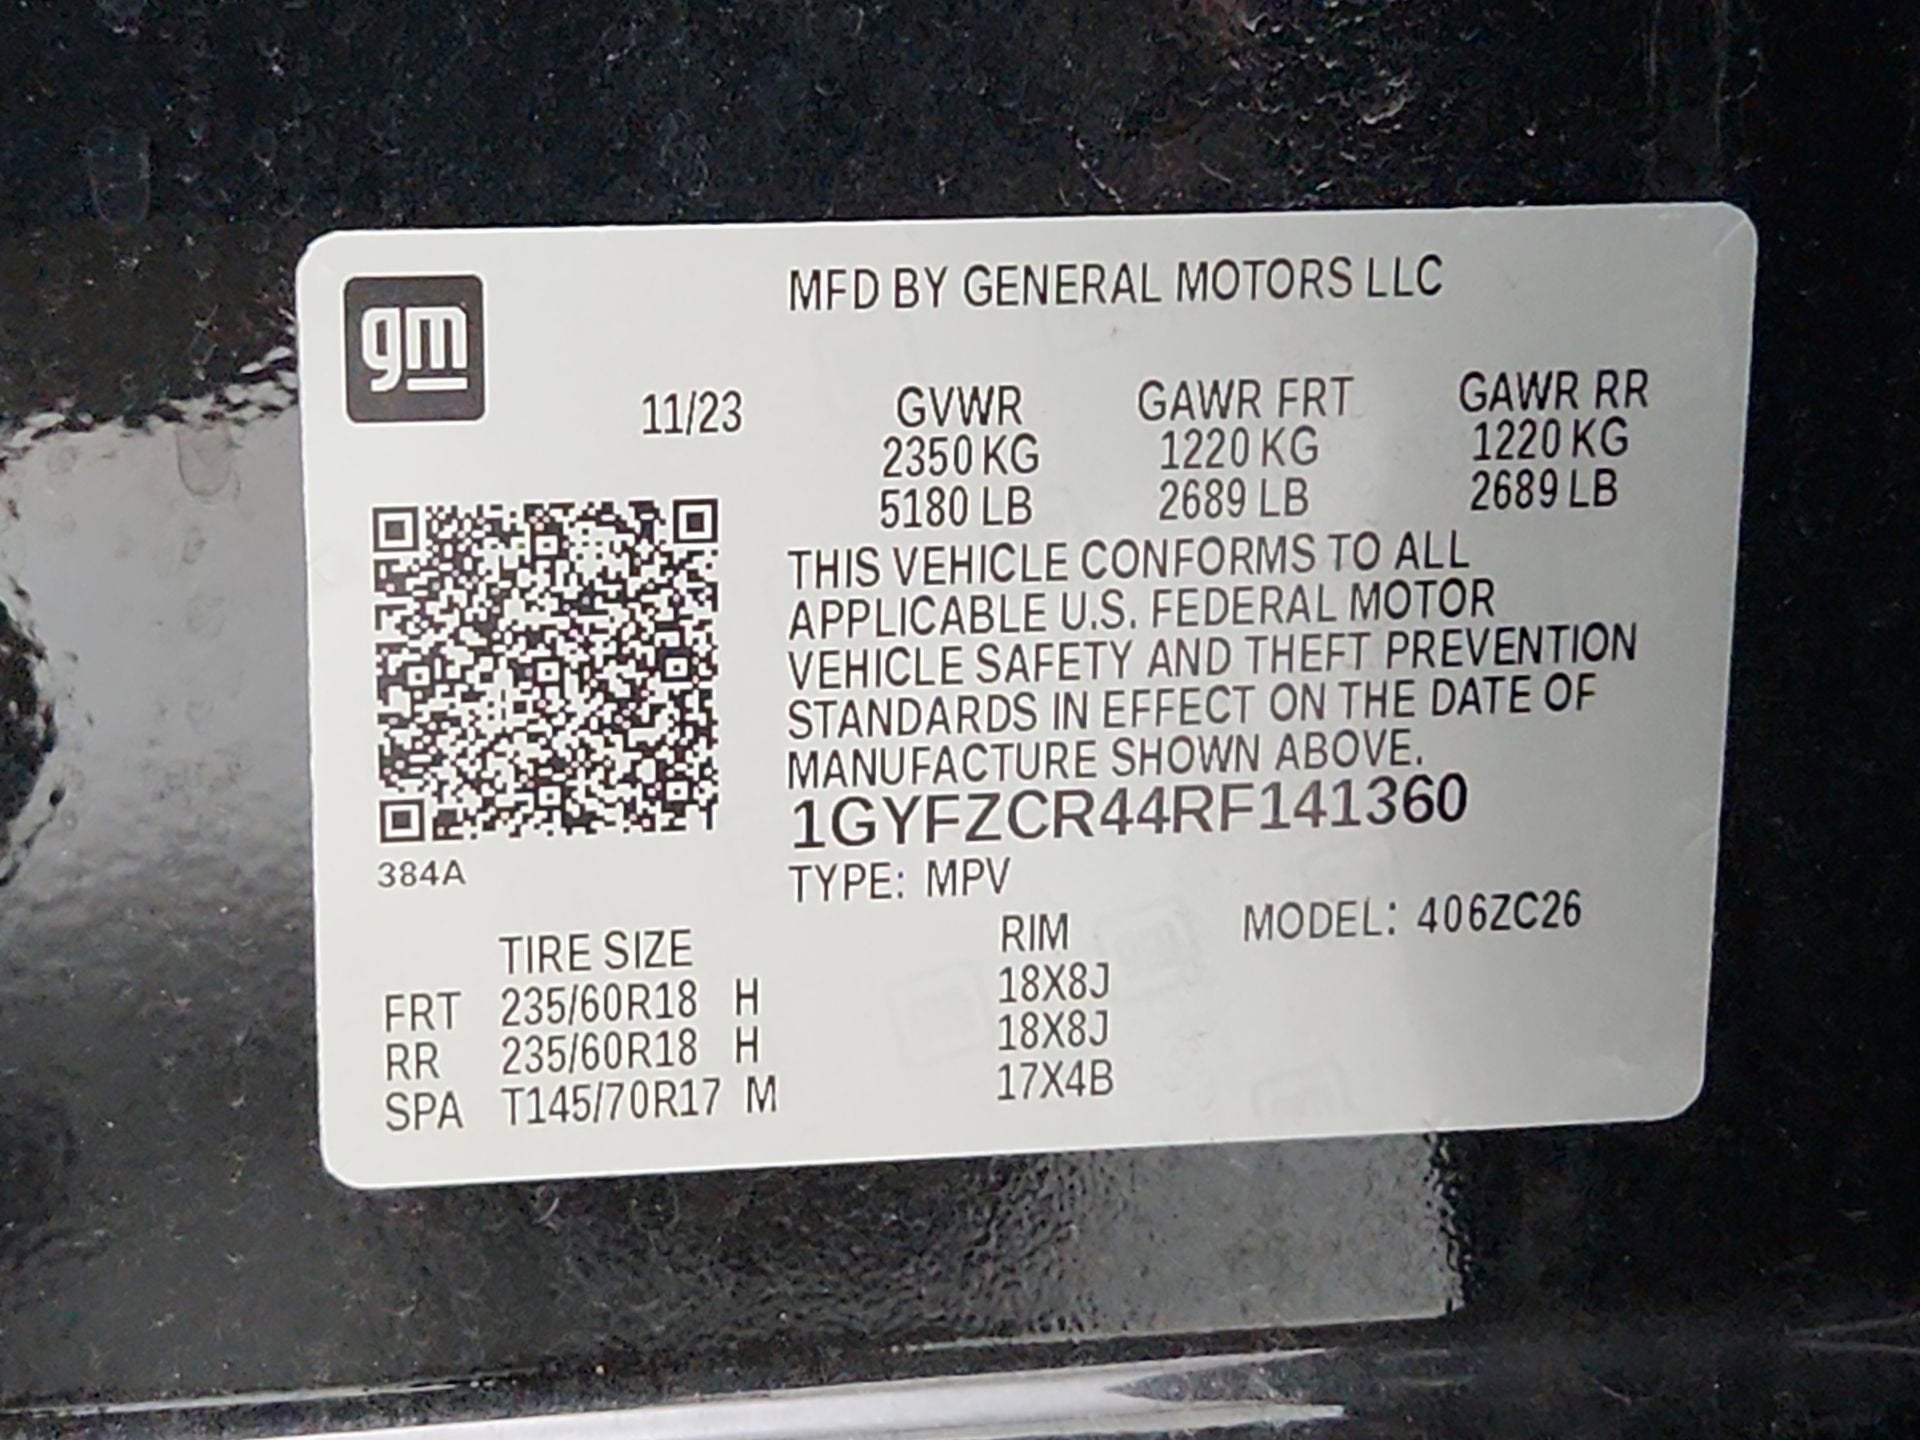 gm
MFD BY GENERAL MOTORS LLC
11/23 GVWR GAWR FRT GAWR RR
2350 KG 1220 KG 1220 KG
5180 LB 2689 LB 2689 LB
THIS VEHICLE CONFORMS TO ALL
APPLICABLE U.S. FEDERAL MOTOR
VEHICLE SAFETY AND THEFT PREVENTION
STANDARDS IN EFFECT ON THE DATE OF
MANUFACTURE SHOWN ABOVE.
1GYFZCR44RF141360
384A
TYPE: MPV MODEL: 406ZC26
TIRE SIZE RIM
FRT 235/60R18 H 18X8J
RR 235/60R18 H 18X8J
SPA T145/70R17 M 17X4B